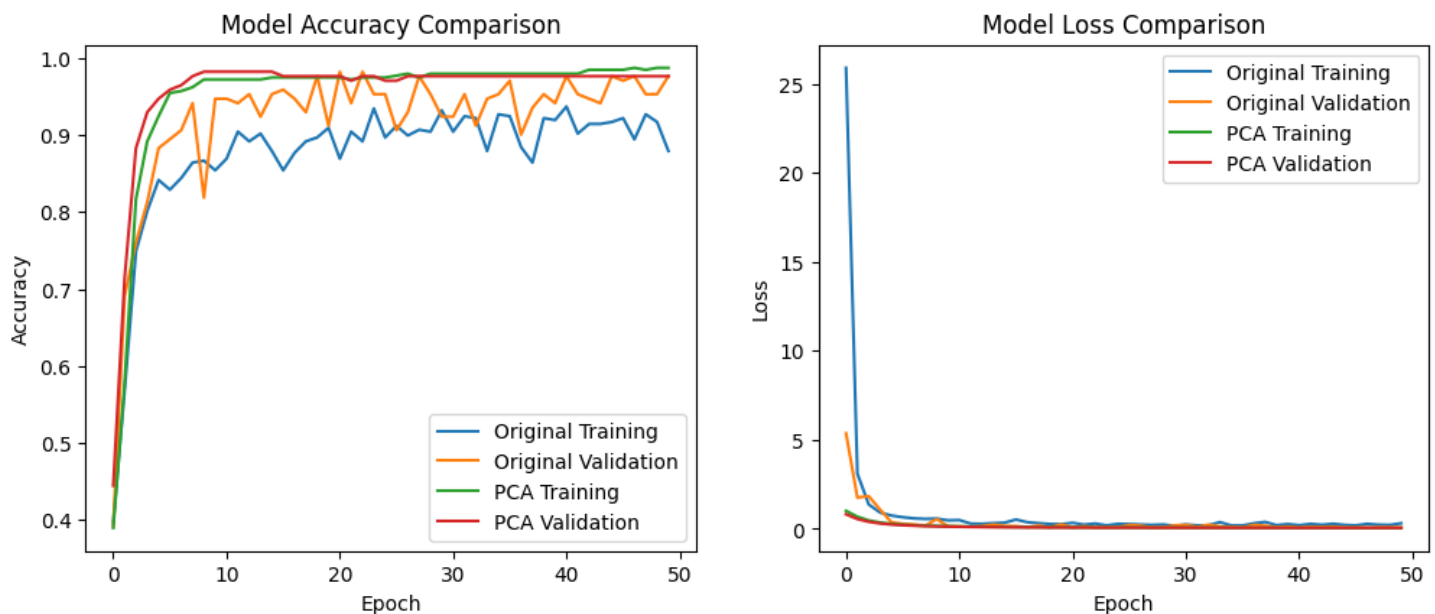 Model Accuracy Comparison
1.0
0.9
0.8
0.7
0.6
0.5
0.4
Accuracy
Original Training
Original Validation
PCA Training
PCA Validation
0 10 20 30 40 50
Epoch
Model Loss Comparison
25
20
15
10
5
0
Loss
Original Training
Original Validation
PCA Training
PCA Validation
0 10 20 30 40 50
Epoch